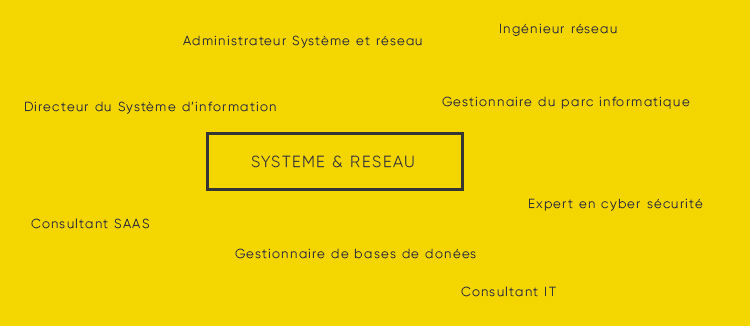 Ingénieur réseau
Administrateur Système et réseau
Gestionnaire du parc informatique
Directeur du Système d'information
SYSTEME & RESEAU
Expert en cyber sécurité
Consultant SAAS
Gestionnaire de bases de donées
Consultant IT